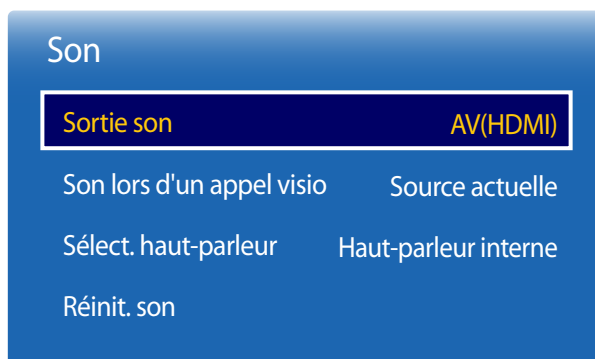 Son
Sortie son AV(HDMI)
Son lors d'un appel visio Source actuelle
Sélect. haut-parleur Haut-parleur interne
Réinit. son